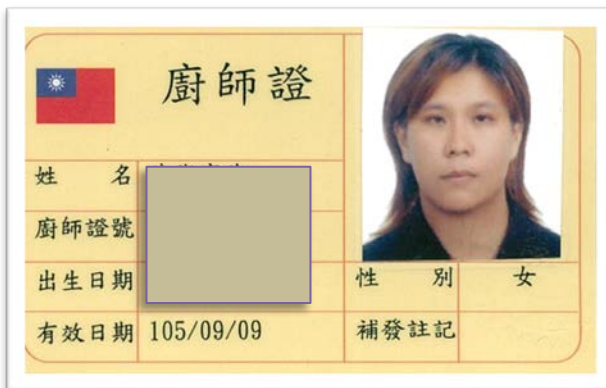 廚師證
姓　名
廚師證號
出生日期
性　別　女
有效日期 105/09/09
補發註記